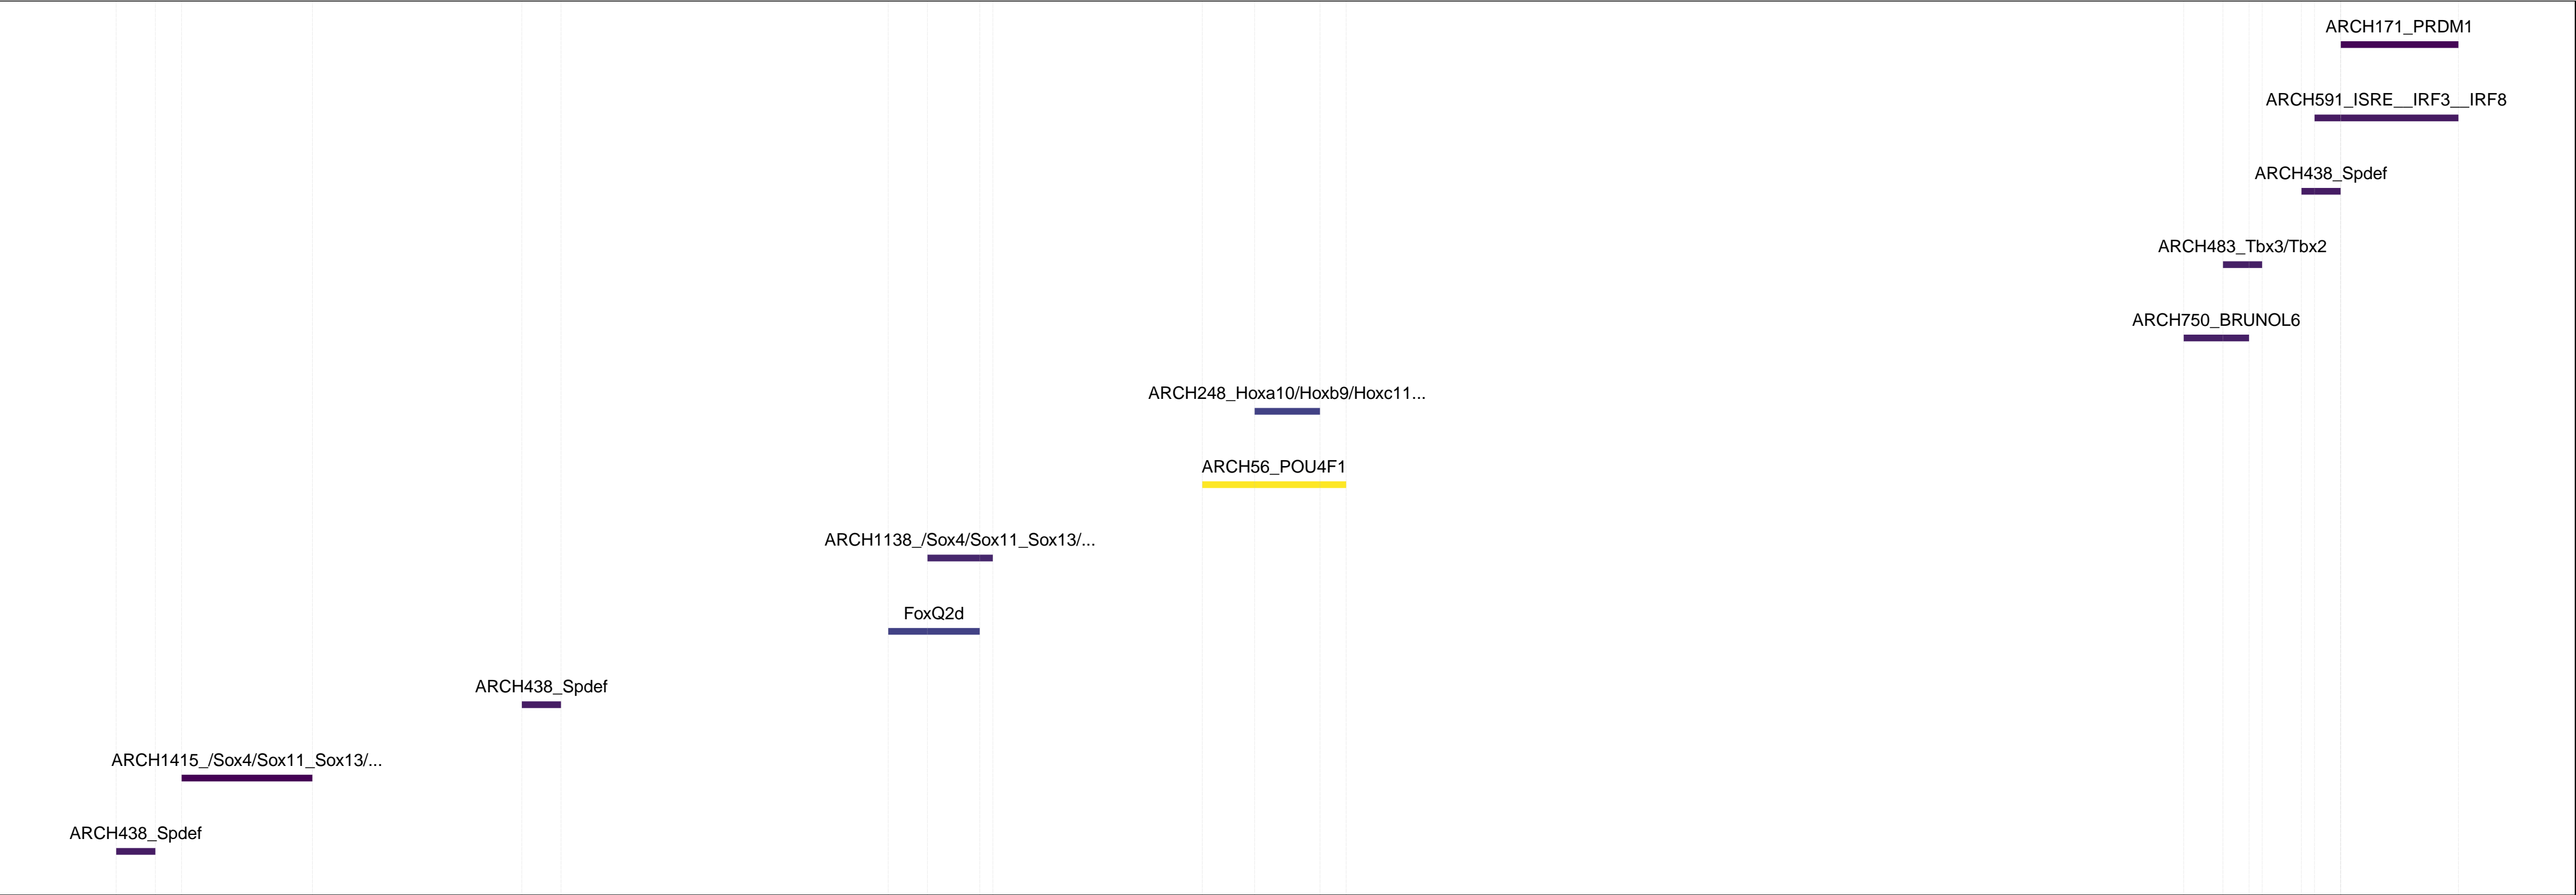 ARCH171_PRDM1
ARCH591_ISRE__IRF3__IRF8
ARCH438_Spdef
ARCH483_Tbx3/Tbx2
ARCH750_BRUNOL6
ARCH248_Hoxa10/Hoxb9/Hoxc11...
ARCH56_POU4F1
ARCH1138_/Sox4/Sox11_Sox13/...
FoxQ2d
ARCH438_Spdef
ARCH1415_/Sox4/Sox11_Sox13/...
ARCH438_Spdef